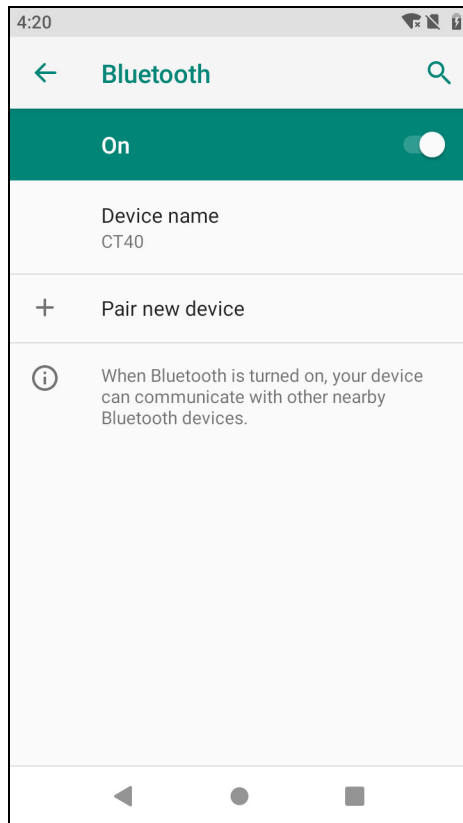 4:20
Bluetooth
On
Device name
CT40
Pair new device
When Bluetooth is turned on, your device
can communicate with other nearby
Bluetooth devices.